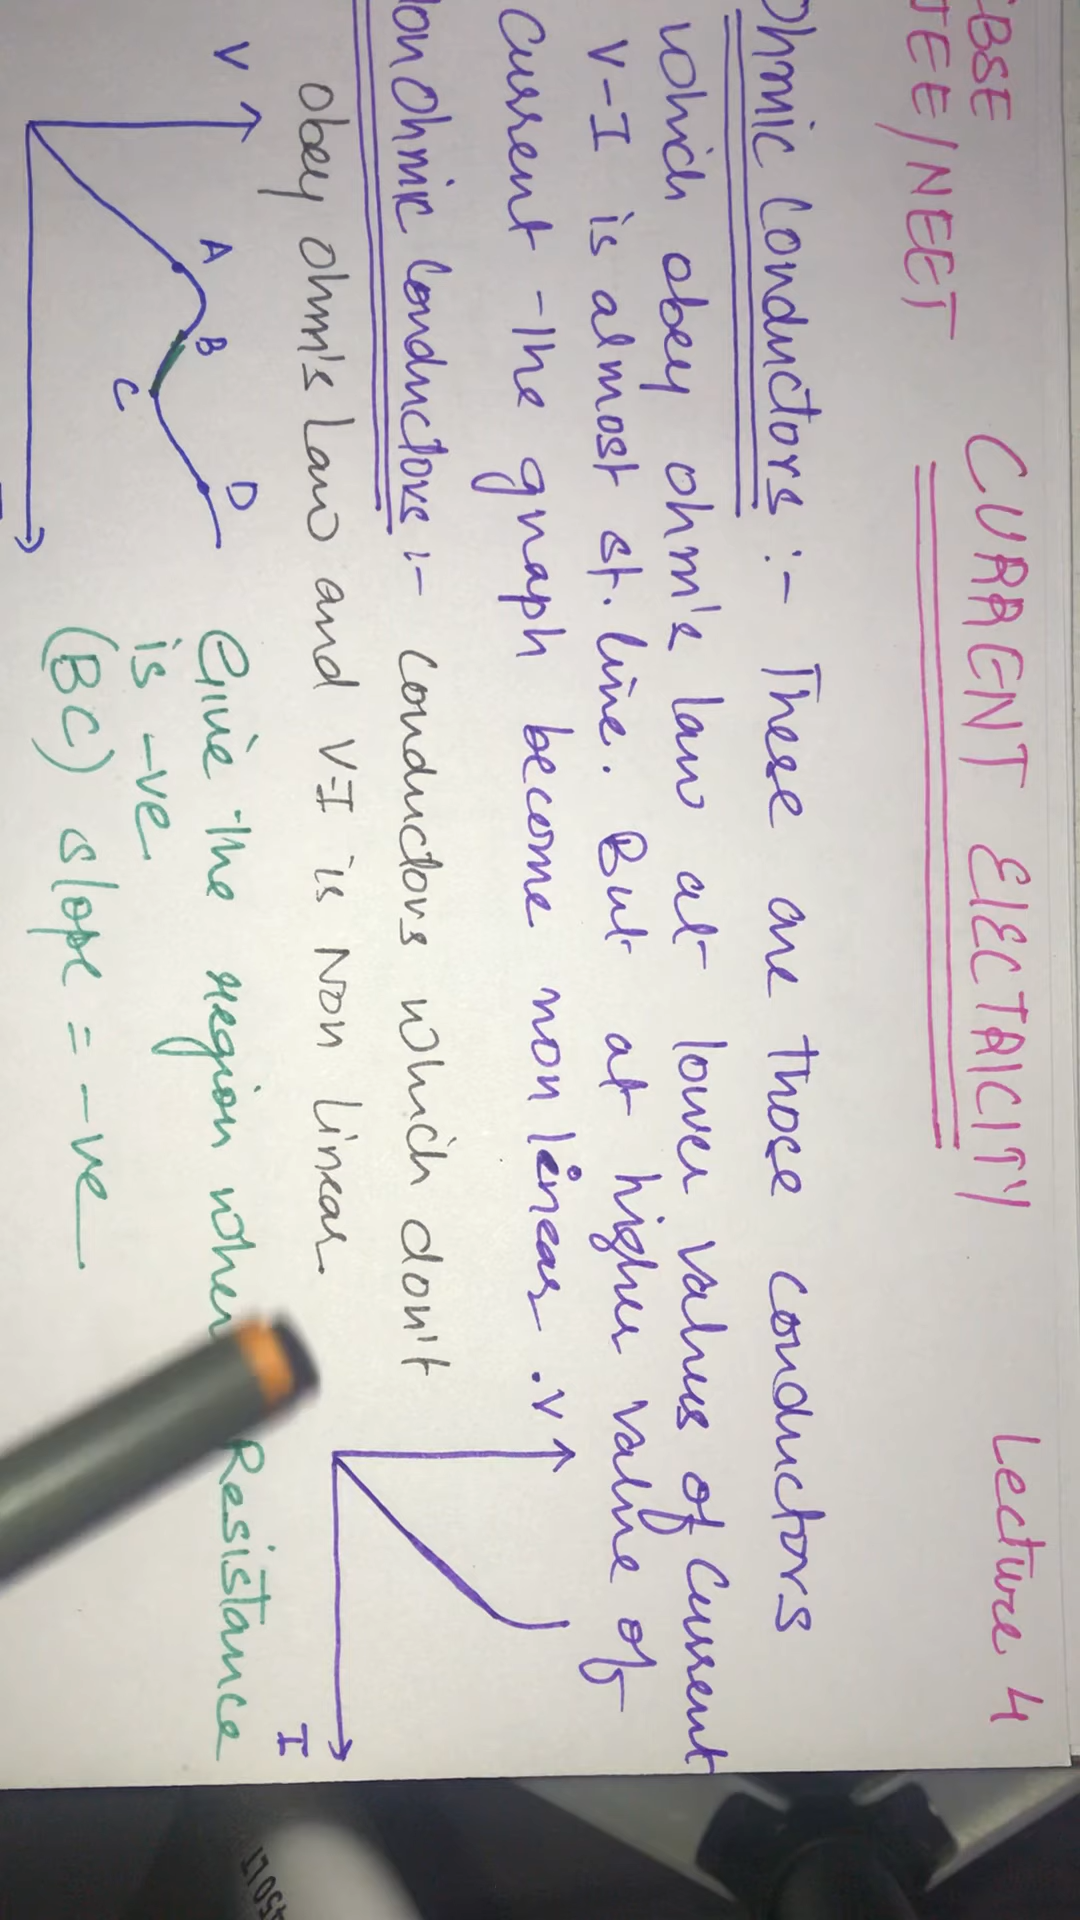 CBSE
JEE/NEET
CURRENT ElECTRICITY
Lecture 4
Ohmic Conductors :- These are those conductors
which obey ohm's law at lower values of current
V-I is almost st. line. But at higher value of
current the graph become non linear.
V
I
Non Ohmic Conductors :- Conductors which don't
obey ohm's Law and V-I is Non Linear.
V
A
B
C
D
Give the region when Resistance
is -ve
(BC) slope = -ve